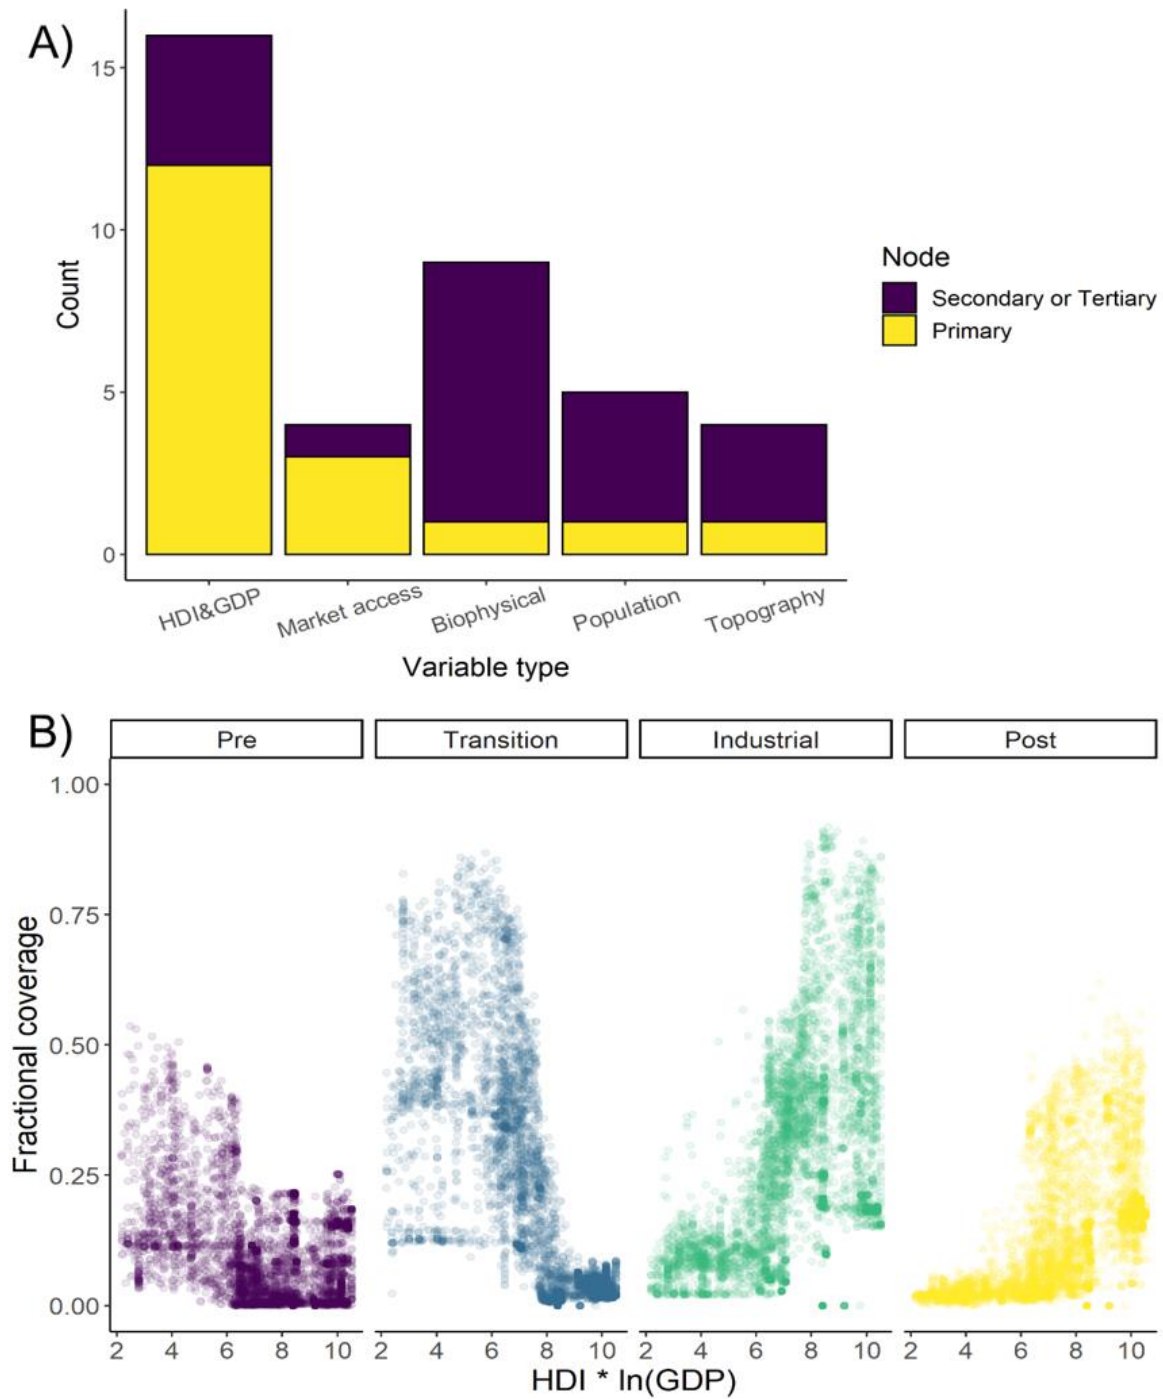 A)
15
10
5
0
Count
HDI&GDP
Market access
Biophysical
Population
Topography
Variable type
Node
Secondary or Tertiary
Primary
B)
Pre
Transition
Industrial
Post
1.00
0.75
0.50
0.25
0.00
Fractional coverage
2 4 6 8 10
2 4 6 8 10
2 4 6 8 10
2 4 6 8 10
HDI * ln(GDP)